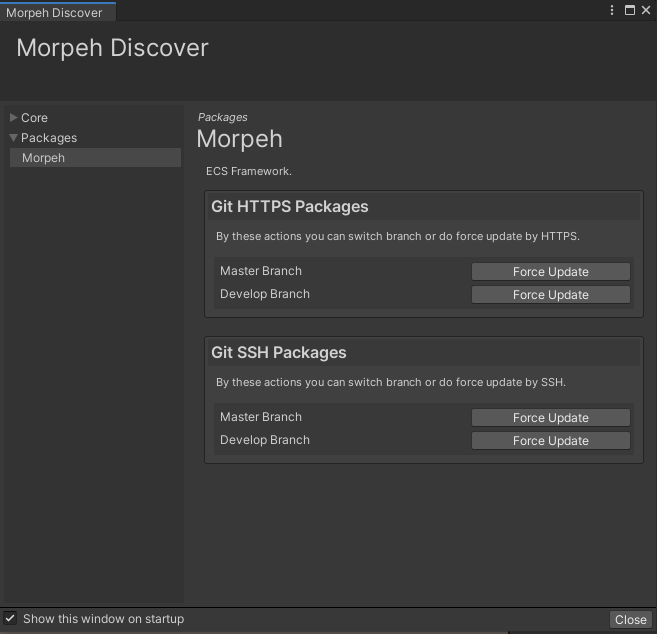 Morpeh Discover
Morpeh Discover
Core
Packages
Morpeh
Packages
Morpeh
ECS Framework.
Git HTTPS Packages
By these actions you can switch branch or do force update by HTTPS.
Master Branch Force Update
Develop Branch Force Update
Git SSH Packages
By these actions you can switch branch or do force update by SSH.
Master Branch Force Update
Develop Branch Force Update
Show this window on startup Close